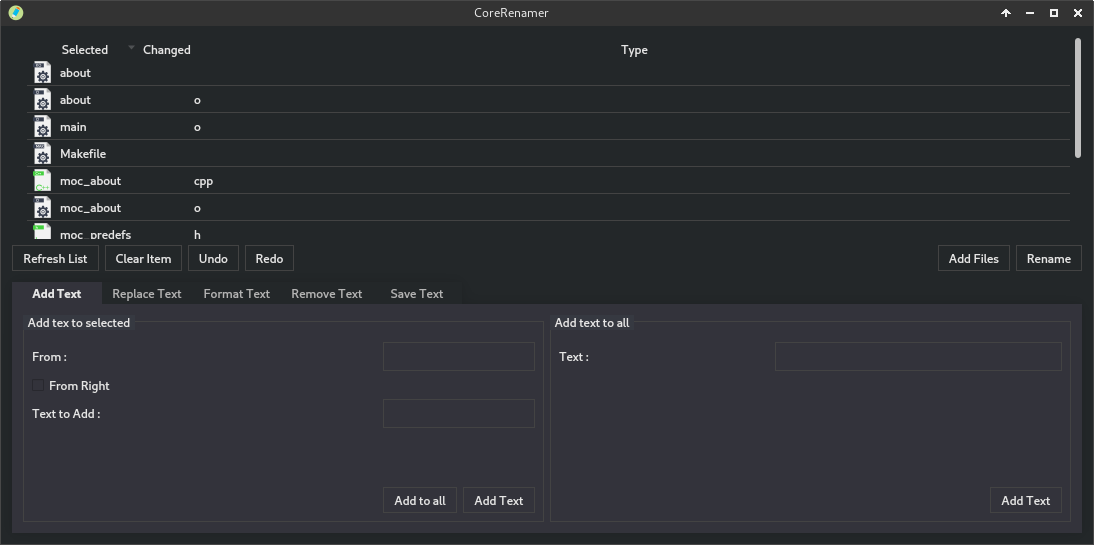 CoreRenamer
Selected Changed Type
about
about o
main o
Makefile
moc_about cpp
moc_about o
moc_predefs h
Refresh List Clear Item Undo Redo Add Files Rename
Add Text Replace Text Format Text Remove Text Save Text
Add tex to selected Add text to all
From : Text :
From Right
Text to Add :
Add to all Add Text Add Text